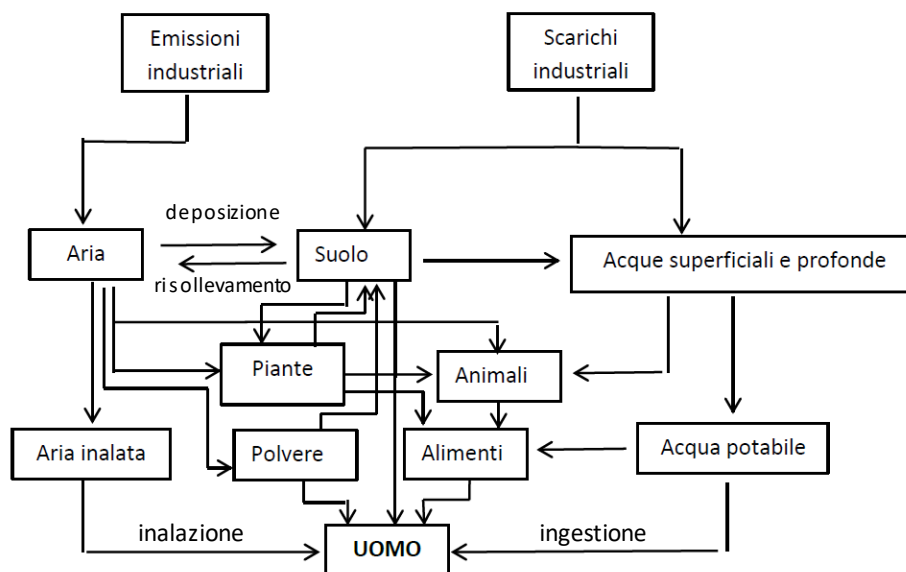 Emissioni
industriali
Scarichi
industriali
deposizione
Aria
Suolo
Acque superficiali e profonde
risollevamento
Piante
Animali
Aria inalata
Polvere
Alimenti
Acqua potabile
inalazione
UOMO
ingestione